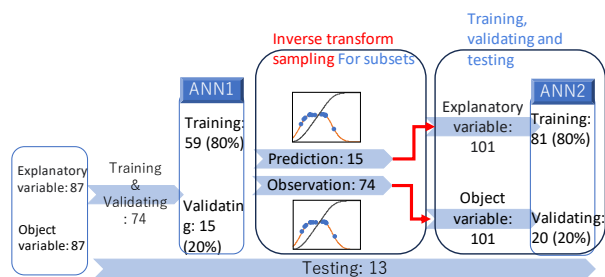 Inverse transform
sampling For subsets
Training,
validating and
testing
ANN1
ANN2
Training:
59 (80%)
Explanatory
variable:
101
Training:
81 (80%)
Prediction: 15
Explanatory
variable: 87
Training
&
Validating
: 74
Observation: 74
Object
variable: 87
Validatin
g: 15
(20%)
Object
variable:
101
Validating:
20 (20%)
Testing: 13